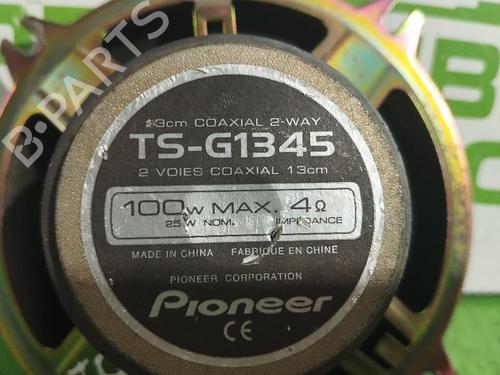 13cm COAXIAL 2-WAY
TS-G1345
2 VOIES COAXIAL 13cm
100W MAX. 4Ω
25W NOM. IMPEDANCE
MADE IN CHINA FABRIQUE EN CHINE
PIONEER CORPORATION
Pioneer
CE
B-PARTS